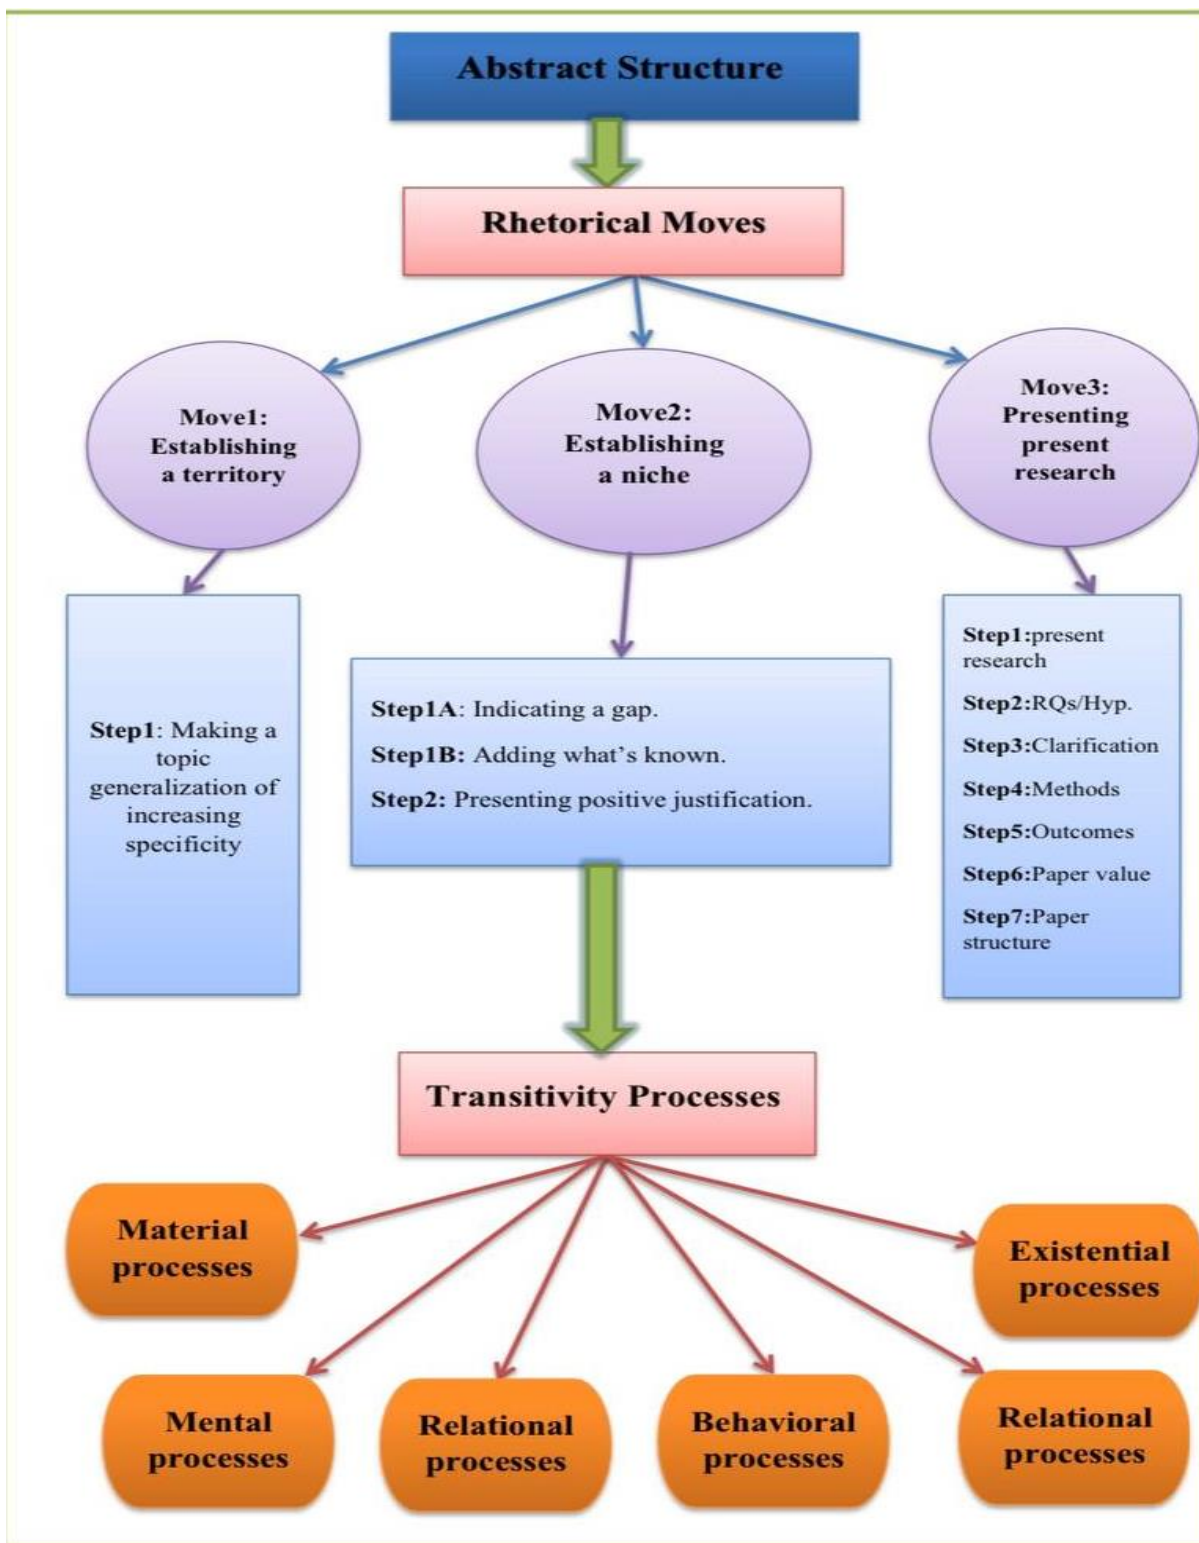 Abstract Structure
Rhetorical Moves
Move1:
Establishing
a territory
Move2:
Establishing
a niche
Move3:
Presenting
present
research
Step1: Making a
topic
generalization of
increasing
specificity
Step1A: Indicating a gap.
Step1B: Adding what’s known.
Step2: Presenting positive justification.
Step1:present
research
Step2:RQs/Hyp.
Step3:Clarification
Step4:Methods
Step5:Outcomes
Step6:Paper value
Step7:Paper
structure
Transitivity Processes
Material
processes
Existential
processes
Mental
processes
Relational
processes
Behavioral
processes
Relational
processes